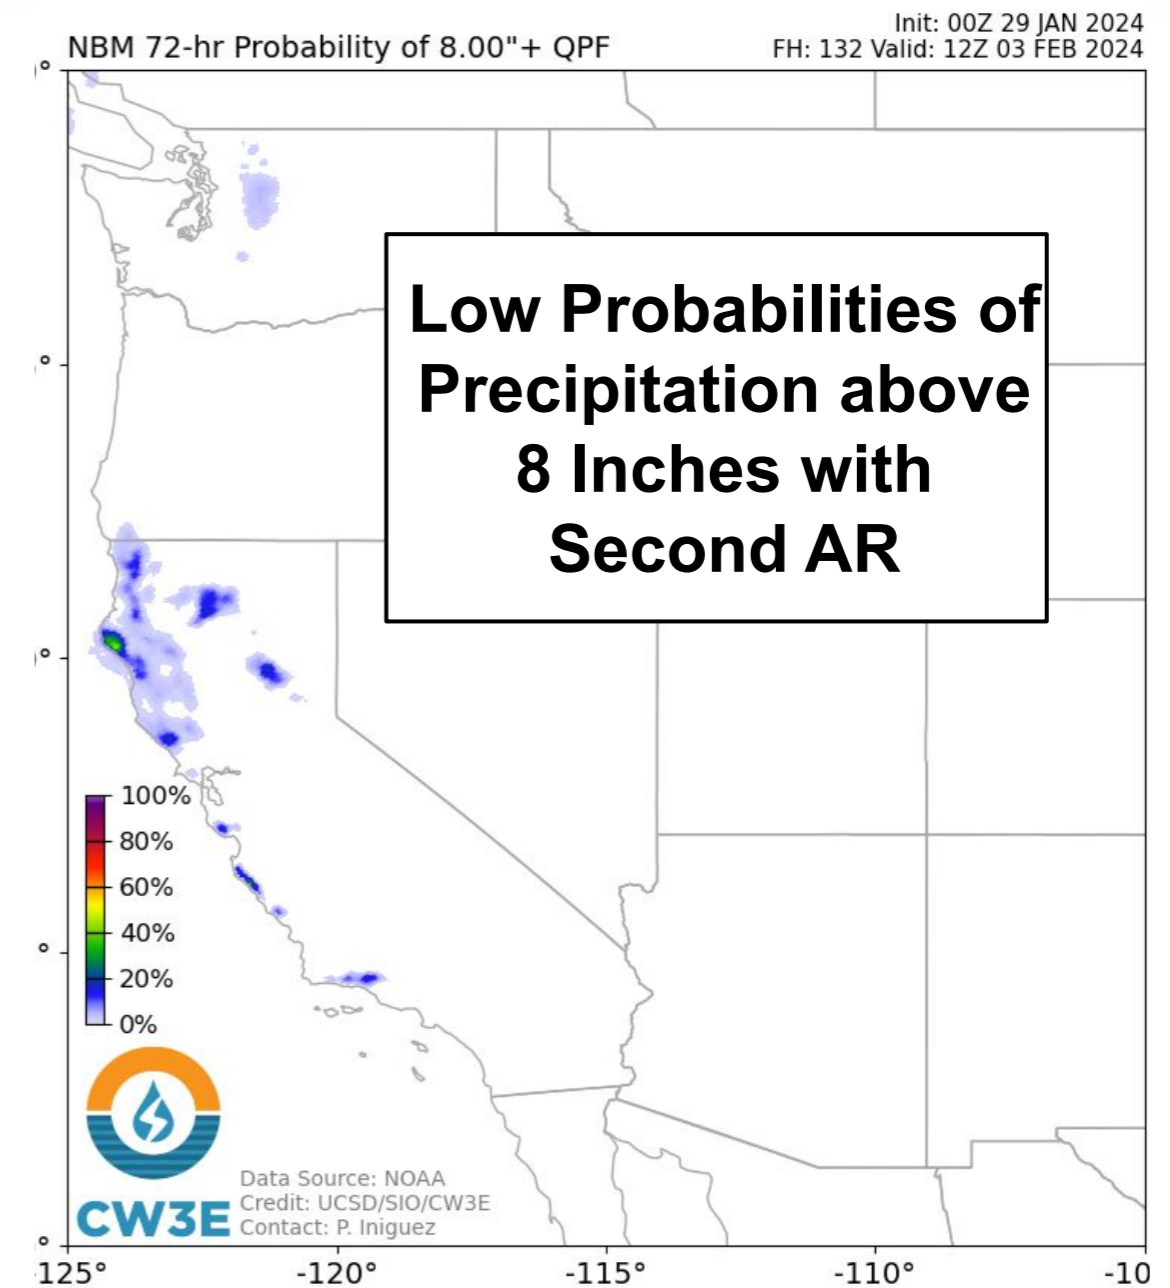 Init: 00Z 29 JAN 2024
NBM 72-hr Probability of 8.00"+ QPF
FH: 132 Valid: 12Z 03 FEB 2024
°
°
°
°
°
Low Probabilities of
Precipitation above
8 Inches with
Second AR
100%
80%
60%
40%
20%
0%
CW3E
Data Source: NOAA
Credit: UCSD/SIO/CW3E
Contact: P. Iniguez
125°
-120°
-115°
-110°
-10